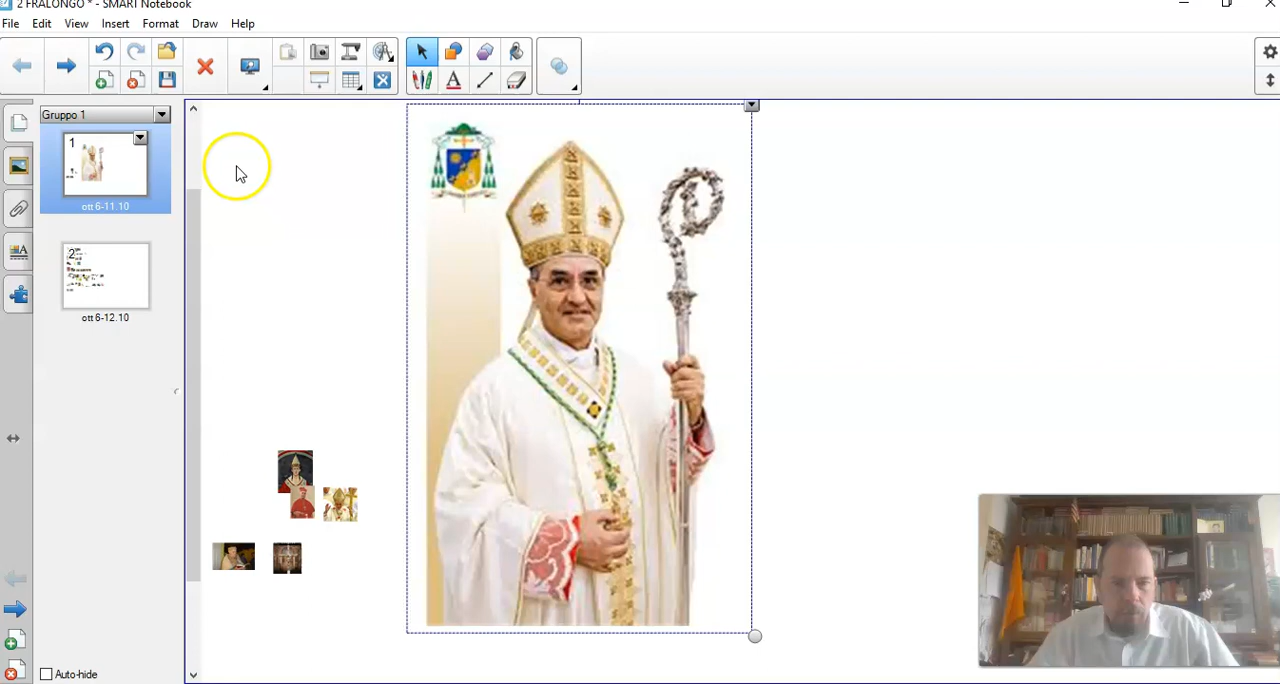 2 FRALONGO * - SMART Notebook
File Edit View Insert Format Draw Help
Gruppo 1
1
ott 6-11.10
2
ott 6-12.10
Auto-hide